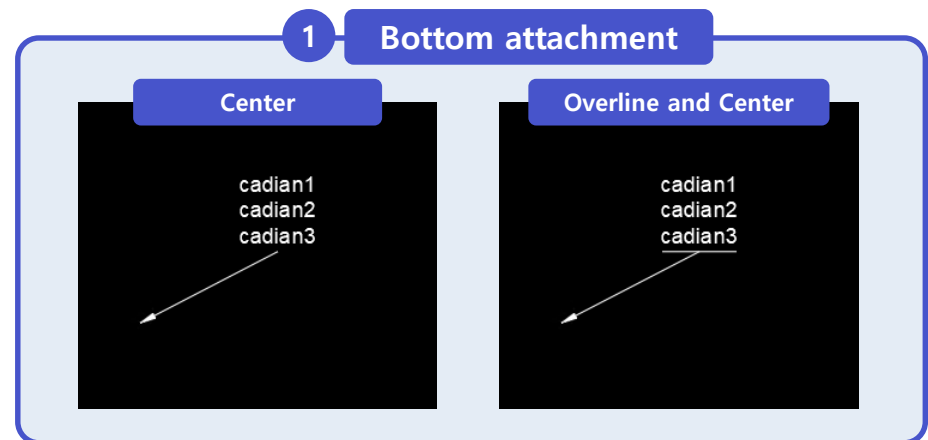 1
Bottom attachment
Center
cadian1
cadian2
cadian3
Overline and Center
cadian1
cadian2
cadian3